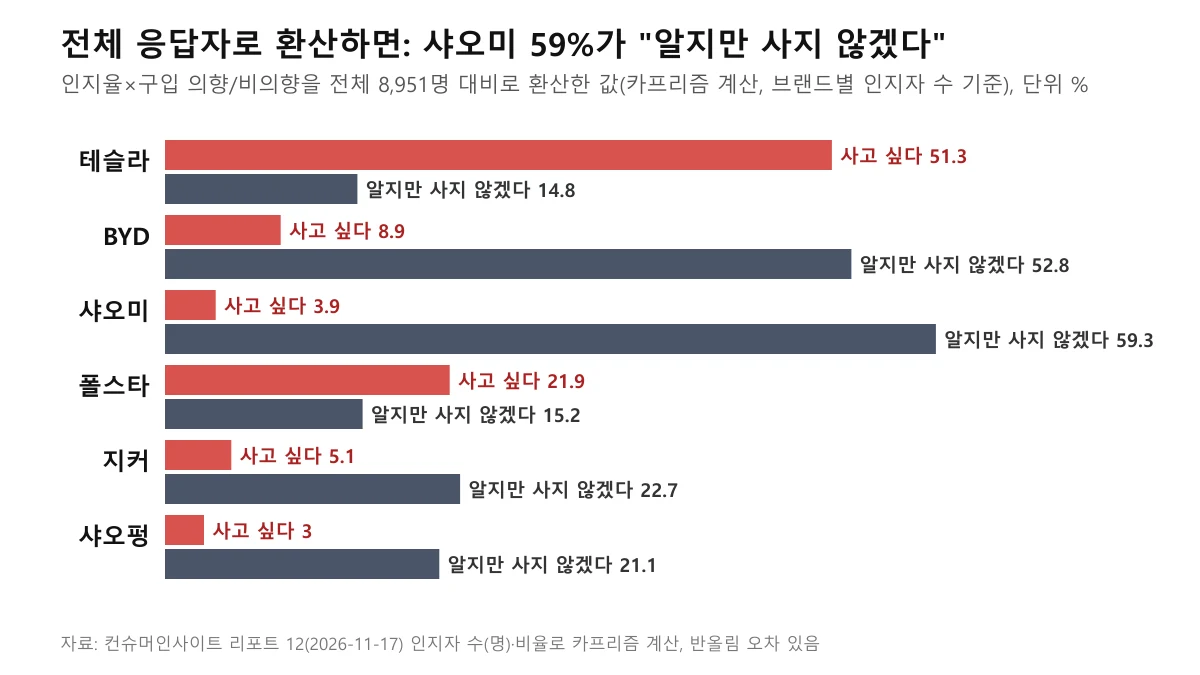 전체 응답자로 환산하면: 샤오미 59%가 "알지만 사지 않겠다"
인지율×구입 의향/비의향을 전체 8,951명 대비로 환산한 값(카프리즘 계산, 브랜드별 인지자 수 기준), 단위 %
테슬라
사고 싶다 51.3
알지만 사지 않겠다 14.8
BYD
사고 싶다 8.9
알지만 사지 않겠다 52.8
샤오미
사고 싶다 3.9
알지만 사지 않겠다 59.3
폴스타
사고 싶다 21.9
알지만 사지 않겠다 15.2
지커
사고 싶다 5.1
알지만 사지 않겠다 22.7
샤오펑
사고 싶다 3
알지만 사지 않겠다 21.1
자료: 컨슈머인사이트 리포트 12(2026-11-17) 인지자 수(명)·비율로 카프리즘 계산, 반올림 오차 있음